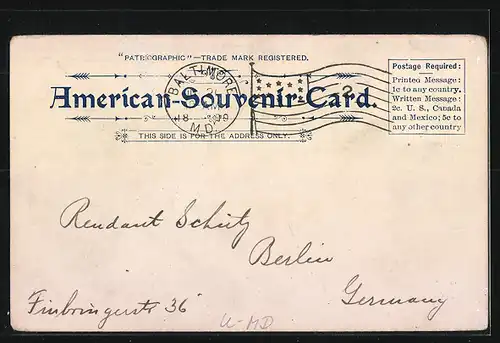 "PATRIOGRAPHIC"—TRADE MARK REGISTERED.
American-Souvenir-Card.
THIS SIDE IS FOR THE ADDRESS ONLY.
BALTIMORE
M.D.
2
Postage Required:
Printed Message:
1c to any country.
Written Message:
2c. U. S., Canada
and Mexico; 5c to
any other country
Rendant Schütz
Berlin
Germany
36